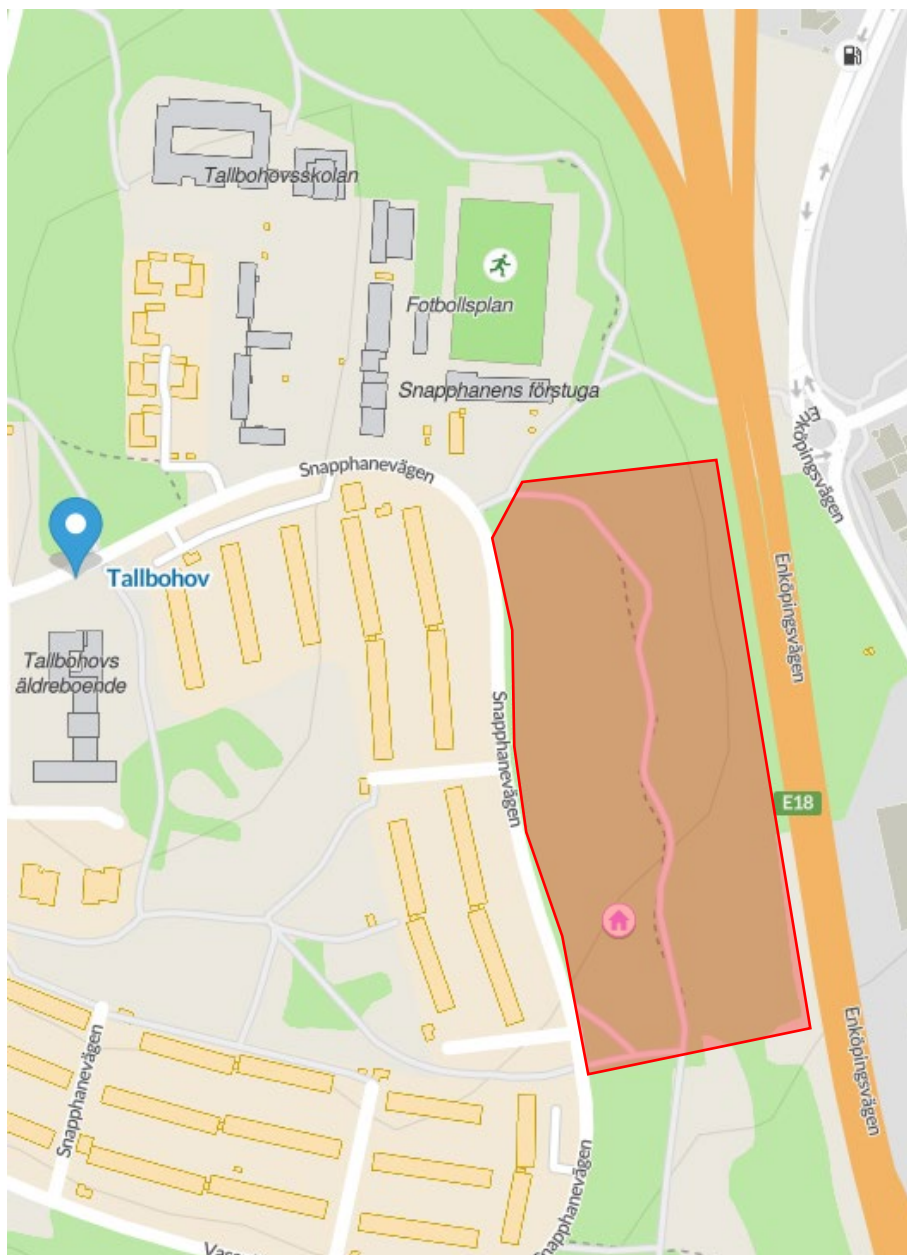 Tallbohovsskolan
Fotbollsplan
Snapphanens förstuga
Enköpingsvägen
Snapphanevägen
Tallbohov
Enköpingsvägen
Tallbohovs
äldreboende
Snapphanevägen
E18
Enköpingsvägen
Snapphanevägen
Snapphanevägen